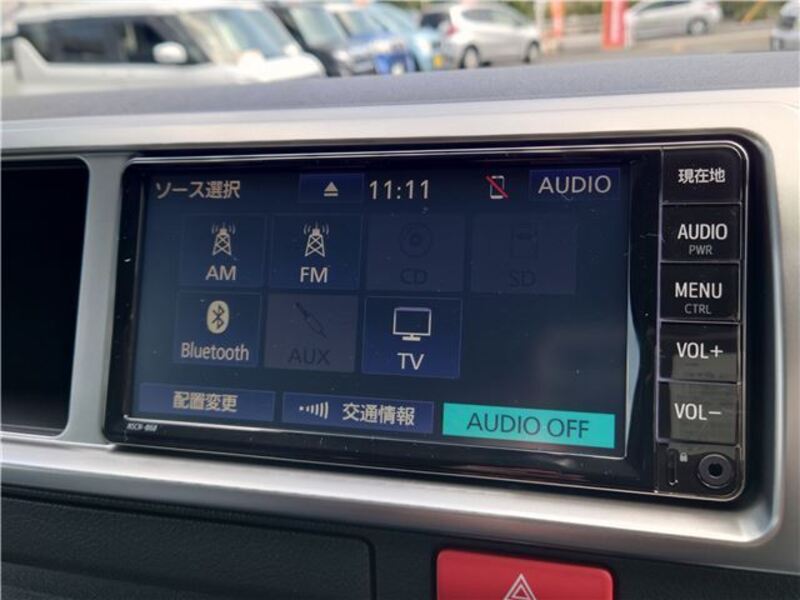 ソース選択 11:11 AUDIO
AM FM CD SD
Bluetooth AUX TV
配置変更 交通情報 AUDIO OFF
現在地
AUDIO
PWR
MENU
CTRL
VOL+
VOL-